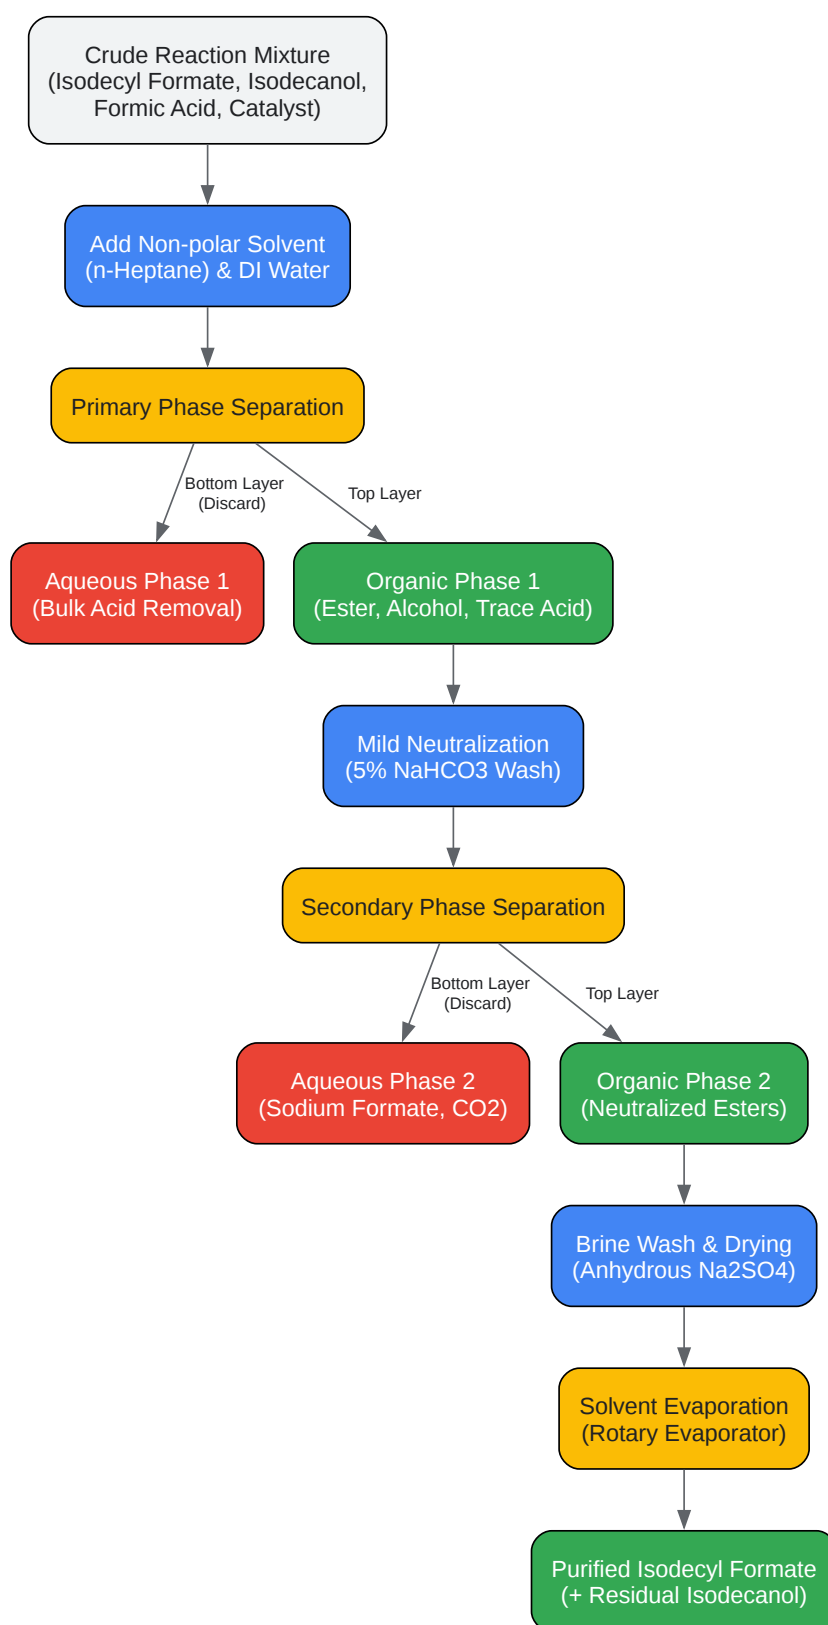 Crude Reaction Mixture
(Isodecyl Formate, Isodecanol,
Formic Acid, Catalyst)
Add Non-polar Solvent
(n-Heptane) & DI Water
Primary Phase Separation
Bottom Layer
(Discard)
Top Layer
Aqueous Phase 1
(Bulk Acid Removal)
Organic Phase 1
(Ester, Alcohol, Trace Acid)
Mild Neutralization
(5% NaHCO3 Wash)
Secondary Phase Separation
Bottom Layer
(Discard)
Top Layer
Aqueous Phase 2
(Sodium Formate, CO2)
Organic Phase 2
(Neutralized Esters)
Brine Wash & Drying
(Anhydrous Na2SO4)
Solvent Evaporation
(Rotary Evaporator)
Purified Isodecyl Formate
(+ Residual Isodecanol)